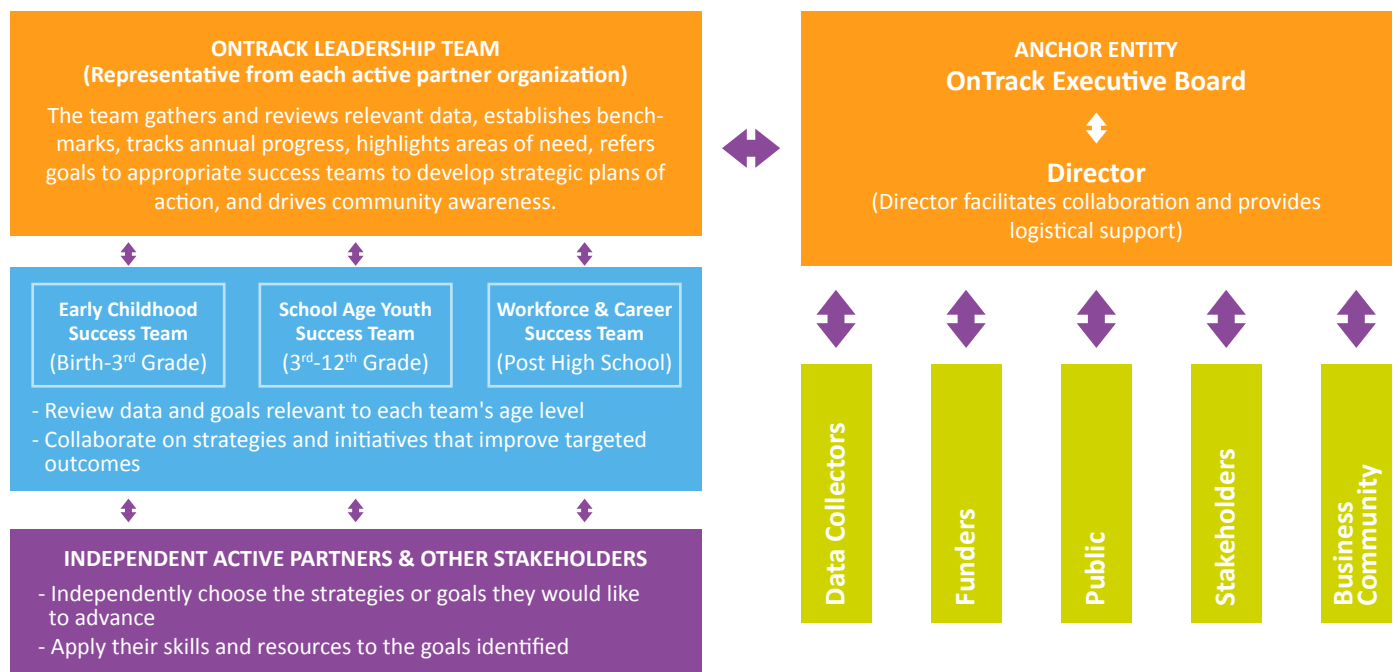 ONTRACK LEADERSHIP TEAM
(Representative from each active partner organization)
The team gathers and reviews relevant data, establishes bench-
marks, tracks annual progress, highlights areas of need, refers
goals to appropriate success teams to develop strategic plans of
action, and drives community awareness.
Early Childhood
Success Team
(Birth-3rd Grade)
School Age Youth
Success Team
(3rd-12th Grade)
Workforce & Career
Success Team
(Post High School)
- Review data and goals relevant to each team's age level
- Collaborate on strategies and initiatives that improve targeted
outcomes
INDEPENDENT ACTIVE PARTNERS & OTHER STAKEHOLDERS
- Independently choose the strategies or goals they would like
to advance
- Apply their skills and resources to the goals identified
ANCHOR ENTITY
OnTrack Executive Board
Director
(Director facilitates collaboration and provides
logistical support)
Data Collectors
Funders
Public
Stakeholders
Business
Community